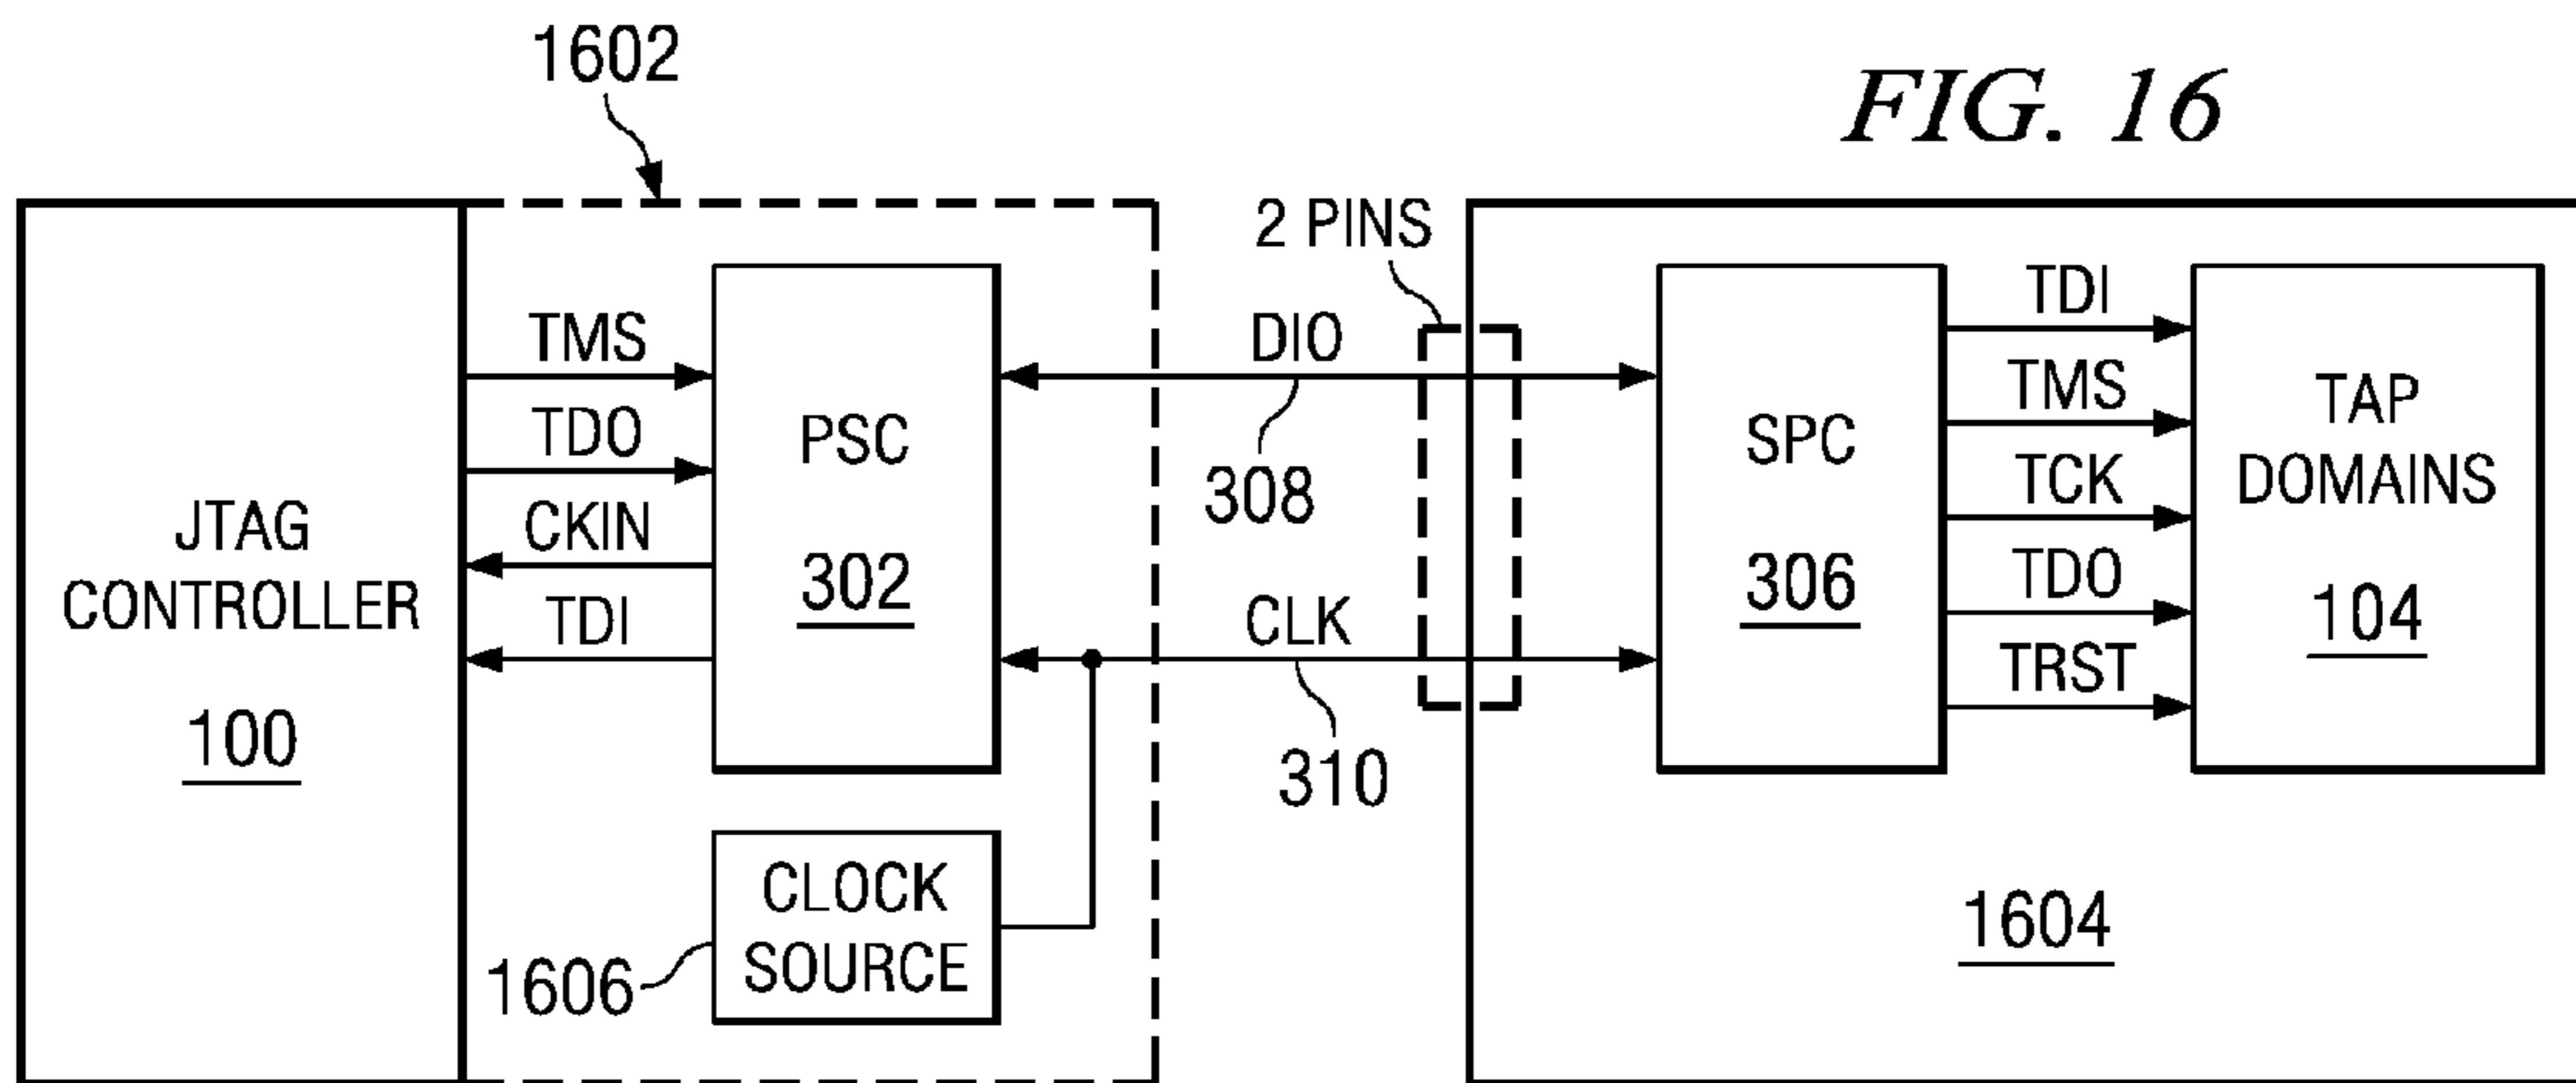 FIG. 16
1602
2 PINS
JTAG
CONTROLLER
100
TMS
TDO
CKIN
TDI
PSC
302
CLOCK
SOURCE
1606
DIO
308
CLK
310
SPC
306
TDI
TMS
TCK
TDO
TRST
TAP
DOMAINS
104
1604